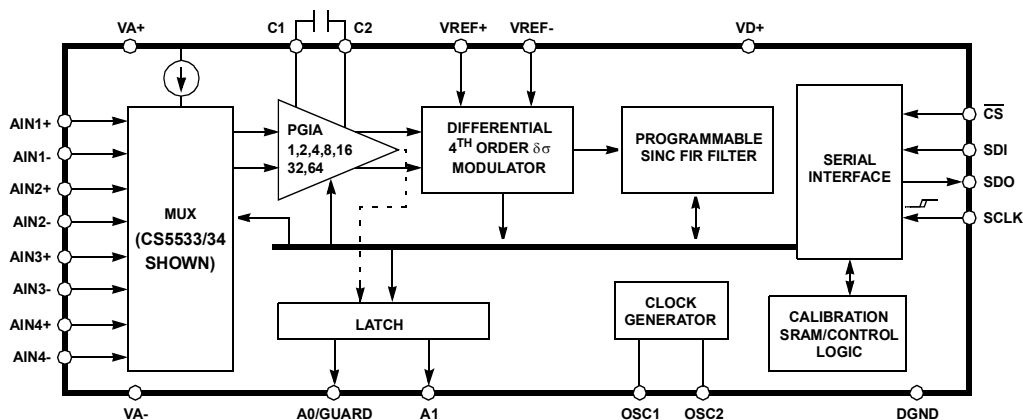 VA+
C1
C2
VREF+
VREF-
VD+
AIN1+
AIN1-
AIN2+
AIN2-
AIN3+
AIN3-
AIN4+
AIN4-
MUX
(CS5533/34
SHOWN)
PGIA
1,2,4,8,16
32,64
DIFFERENTIAL
4TH ORDER δσ
MODULATOR
PROGRAMMABLE
SINC FIR FILTER
SERIAL
INTERFACE
CS
SDI
SDO
SCLK
LATCH
CLOCK
GENERATOR
CALIBRATION
SRAM/CONTROL
LOGIC
VA-
A0/GUARD
A1
OSC1
OSC2
DGND